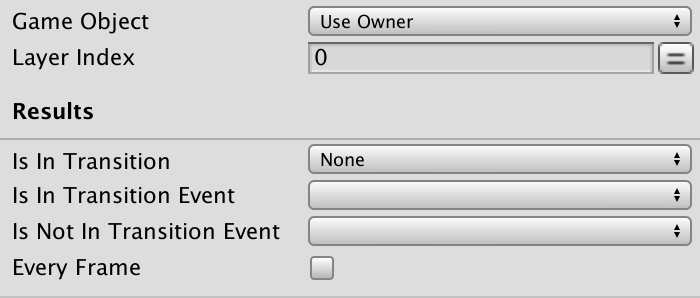 Game Object Use Owner
Layer Index 0 =
Results
Is In Transition None
Is In Transition Event
Is Not In Transition Event
Every Frame